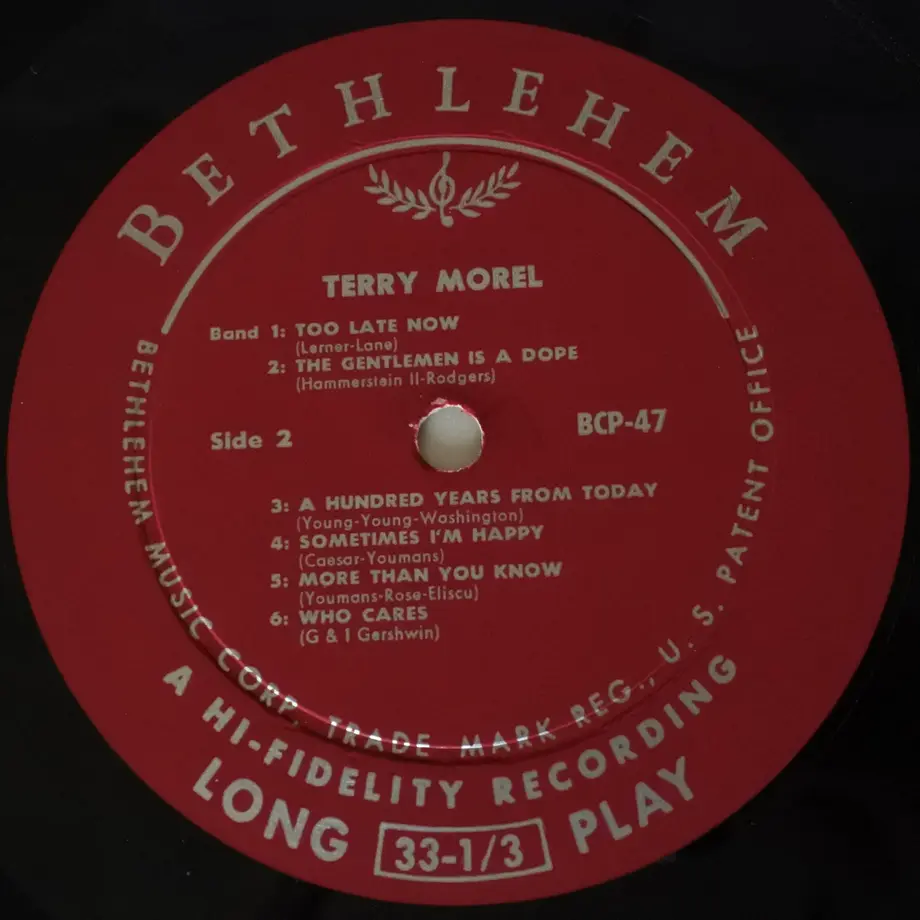 BETHLEHEM
TERRY MOREL
Band 1: TOO LATE NOW
(Lerner-Lane)
2: THE GENTLEMEN IS A DOPE
(Hammerstein II-Rodgers)
Side 2
BCP-47
3: A HUNDRED YEARS FROM TODAY
(Young-Young-Washington)
4: SOMETIMES I'M HAPPY
(Caesar-Youmans)
5: MORE THAN YOU KNOW
(Youmans-Rose-Eliscu)
6: WHO CARES
(G & I Gershwin)
BETHLEHEM MUSIC CORP. TRADE MARK REG., U. S. PATENT OFFICE
A HI-FIDELITY RECORDING
LONG 33-1/3 PLAY